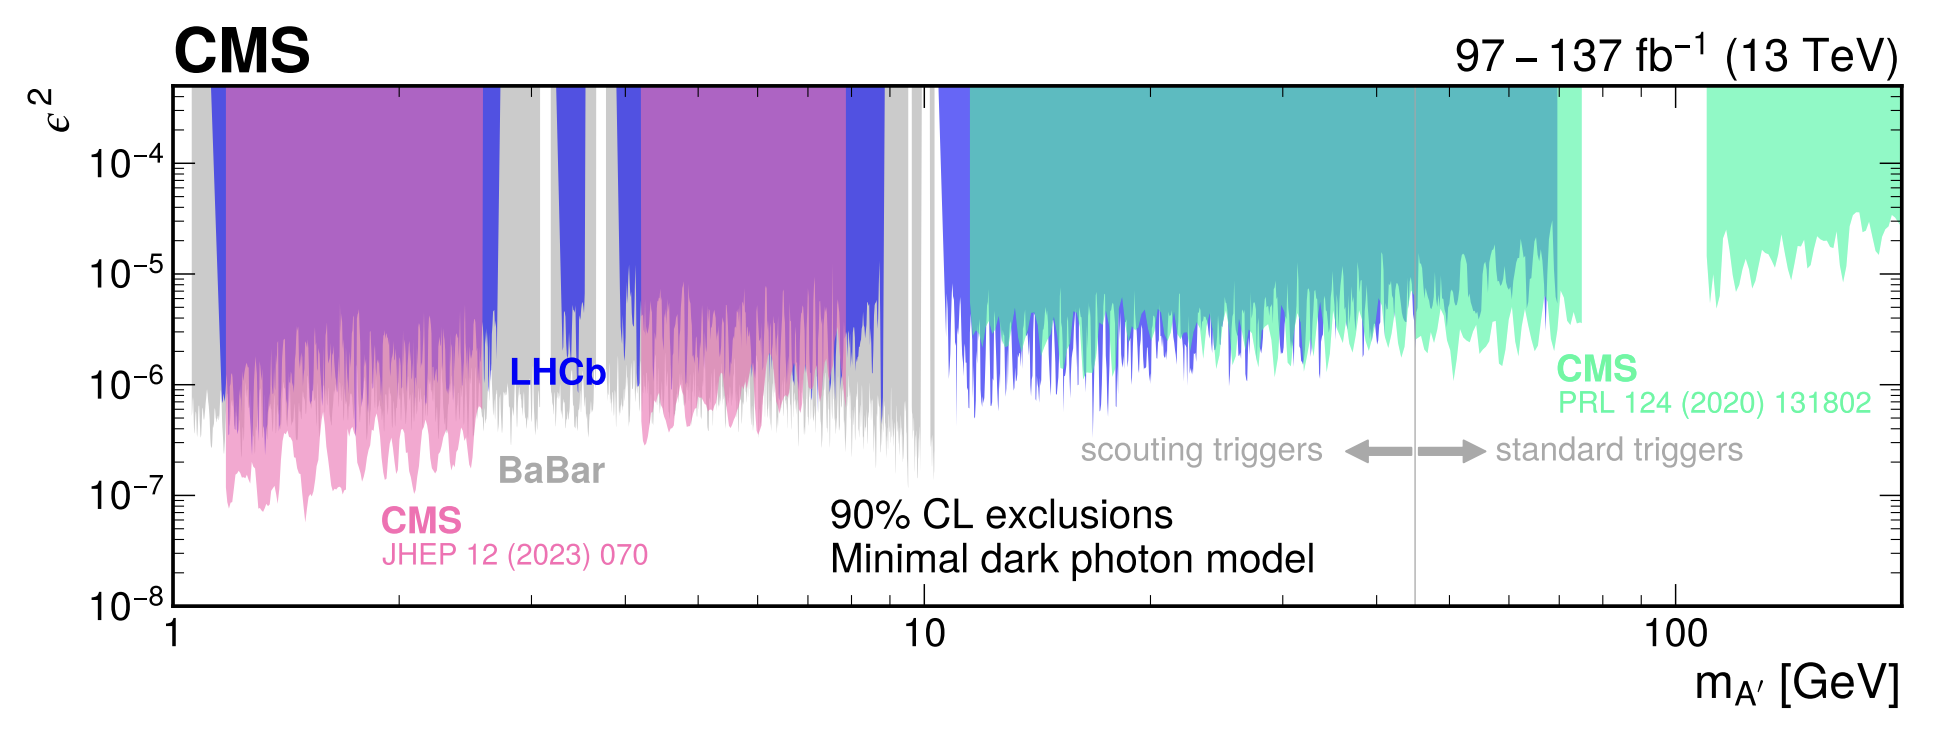 CMS
97 – 137 fb⁻¹ (13 TeV)
ϵ²
10⁻⁴
10⁻⁵
10⁻⁶
10⁻⁷
10⁻⁸
LHCb
BaBar
CMS
JHEP 12 (2023) 070
CMS
PRL 124 (2020) 131802
scouting triggers
standard triggers
90% CL exclusions
Minimal dark photon model
1
10
100
m_A′ [GeV]